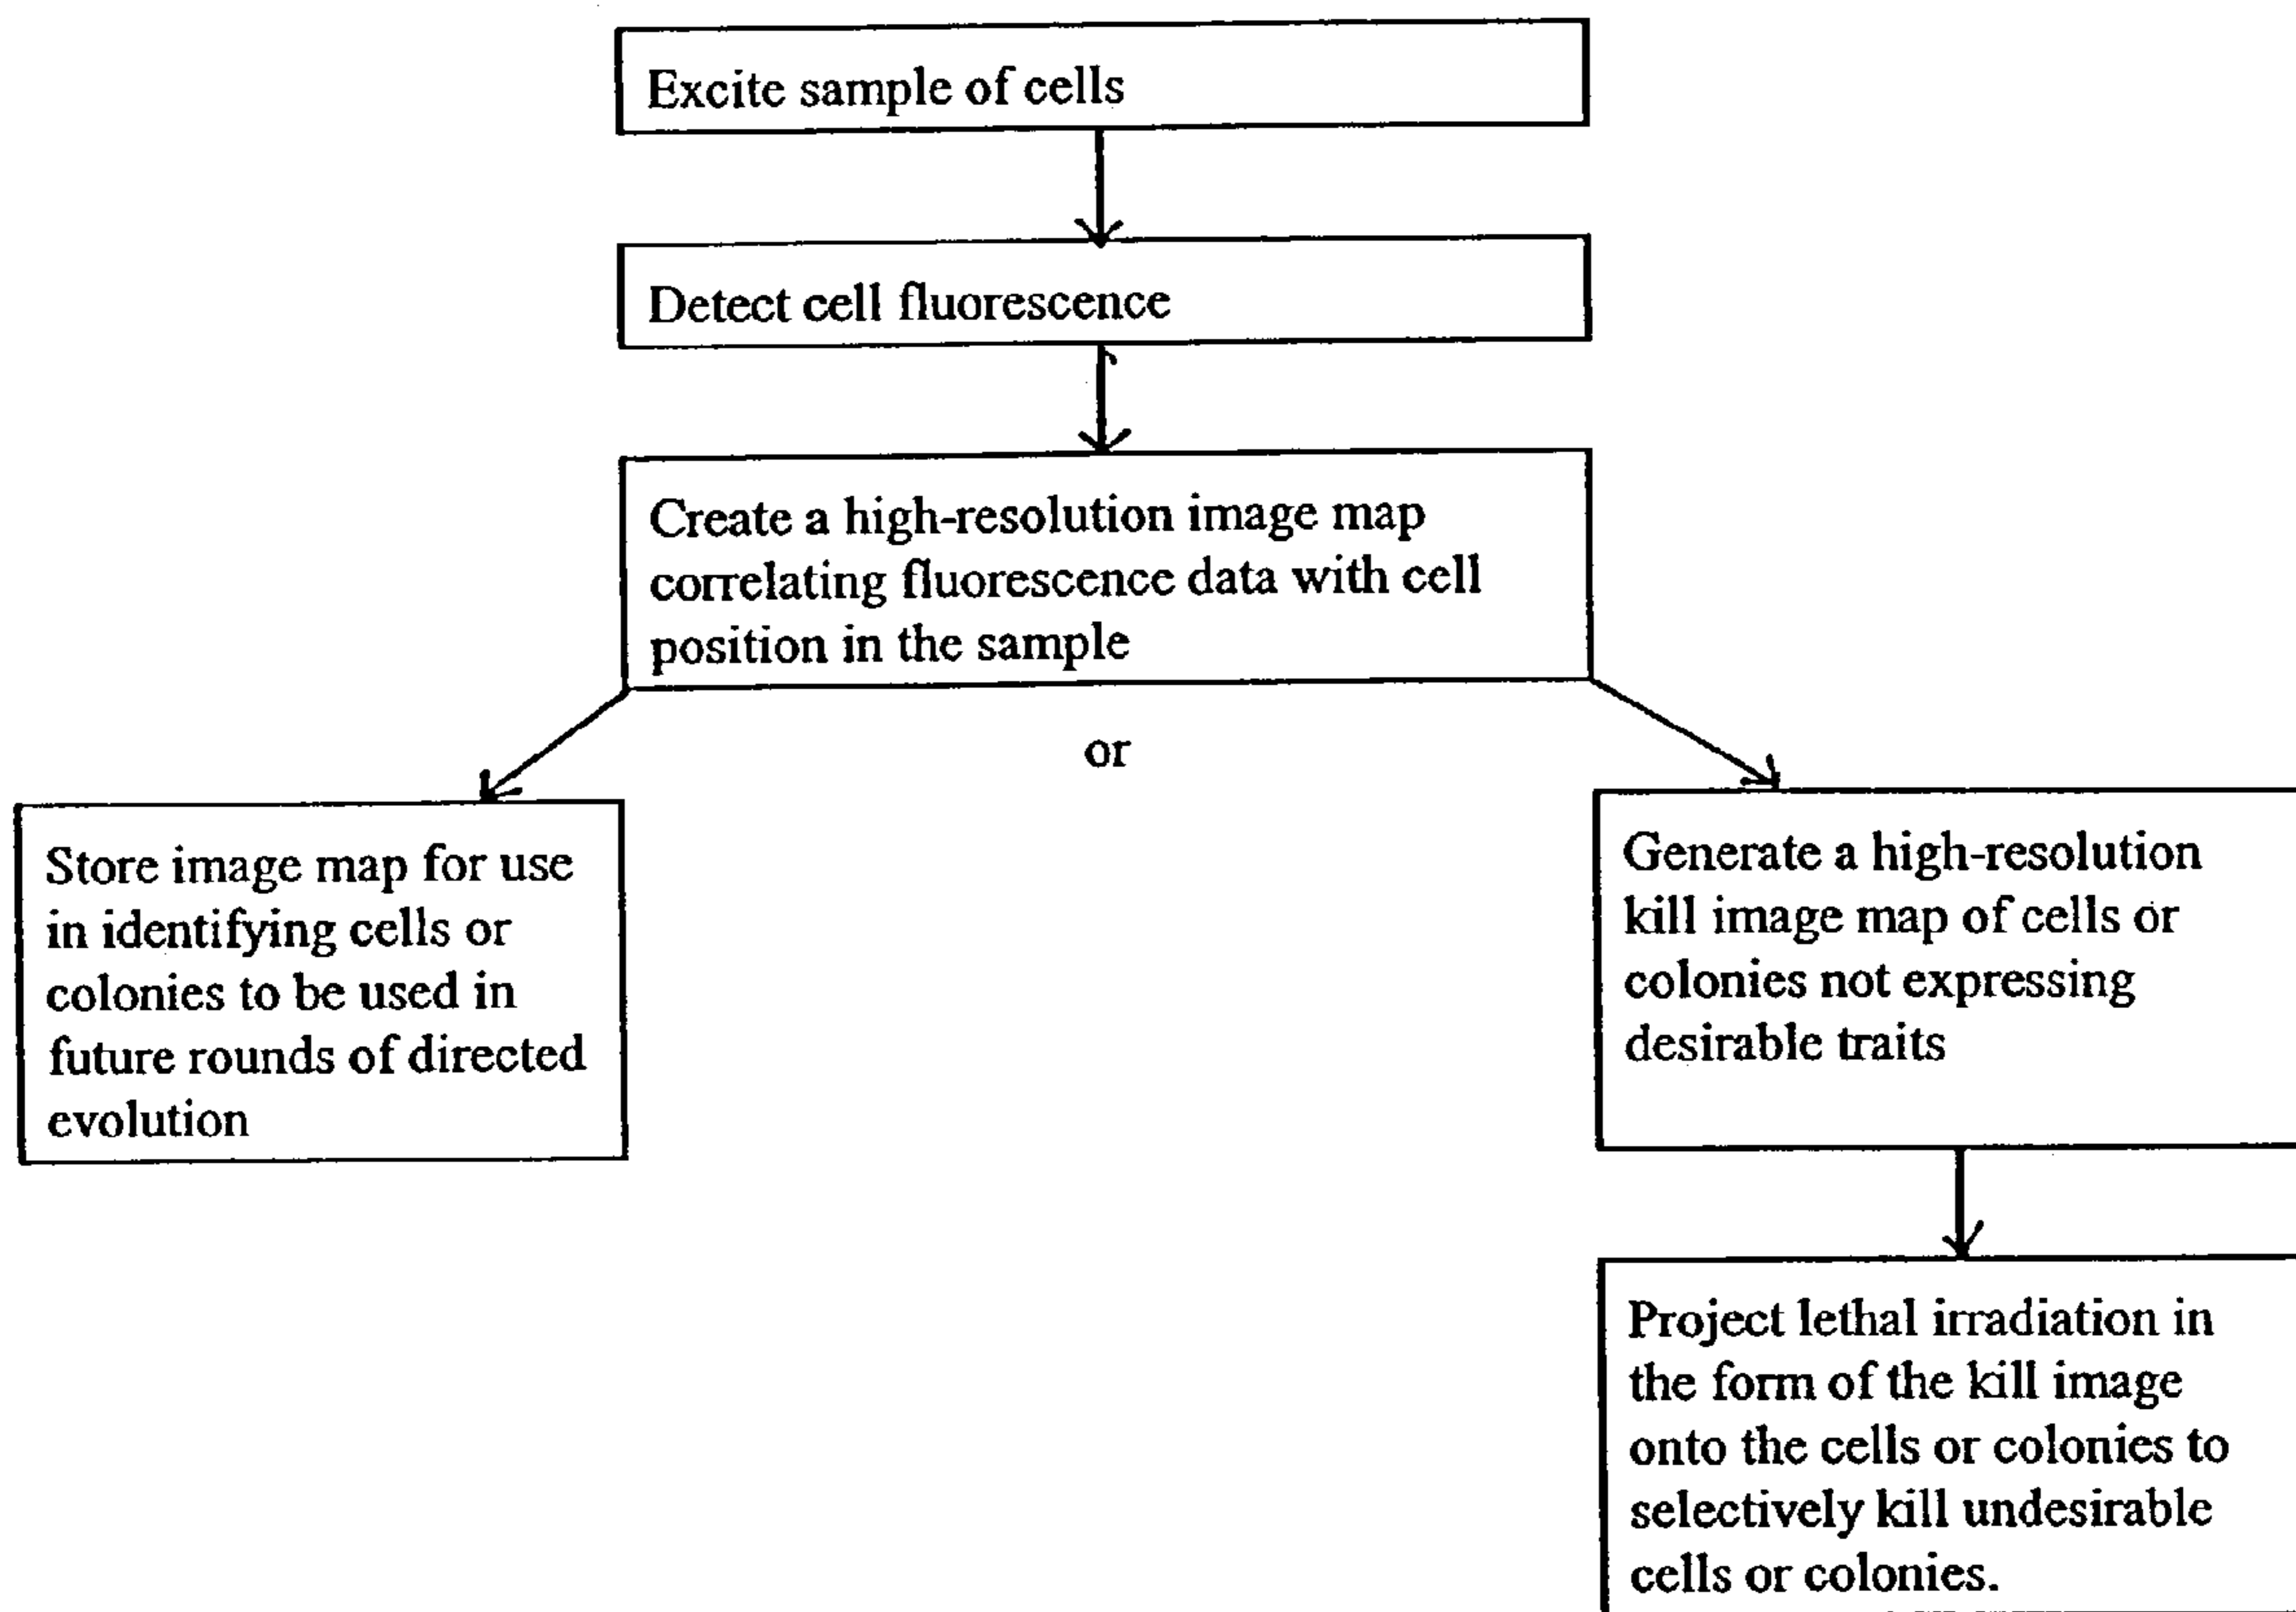 Excite sample of cells
Detect cell fluorescence
Create a high-resolution image map
correlating fluorescence data with cell
position in the sample
or
Store image map for use
in identifying cells or
colonies to be used in
future rounds of directed
evolution
Generate a high-resolution
kill image map of cells or
colonies not expressing
desirable traits
Project lethal irradiation in
the form of the kill image
onto the cells or colonies to
selectively kill undesirable
cells or colonies.